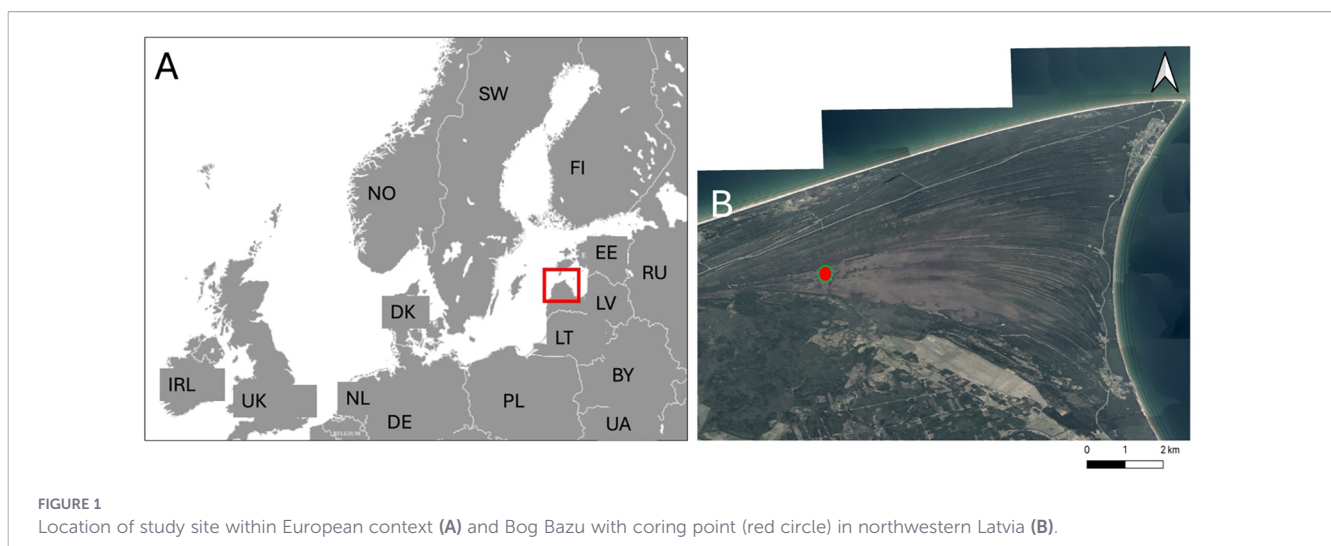 A
SW
FI
NO
EE
RU
LV
DK
LT
IRL
BY
UK
NL
PL
DE
UA
BELGIUM
B
0 1 2 km
FIGURE 1
Location of study site within European context (A) and Bog Bazu with coring point (red circle) in northwestern Latvia (B).